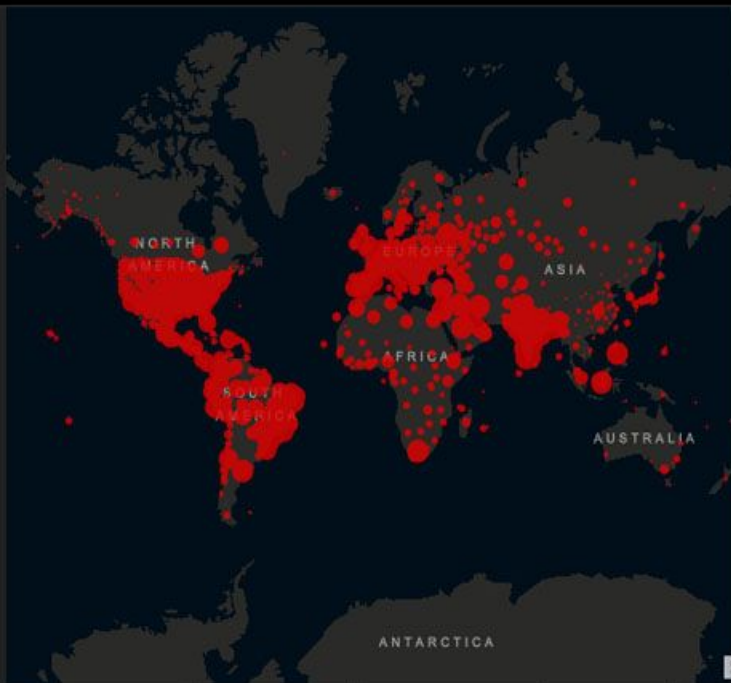 NORTH
AMERICA
EUROPE
ASIA
AFRICA
SOUTH
AMERICA
AUSTRALIA
ANTARCTICA